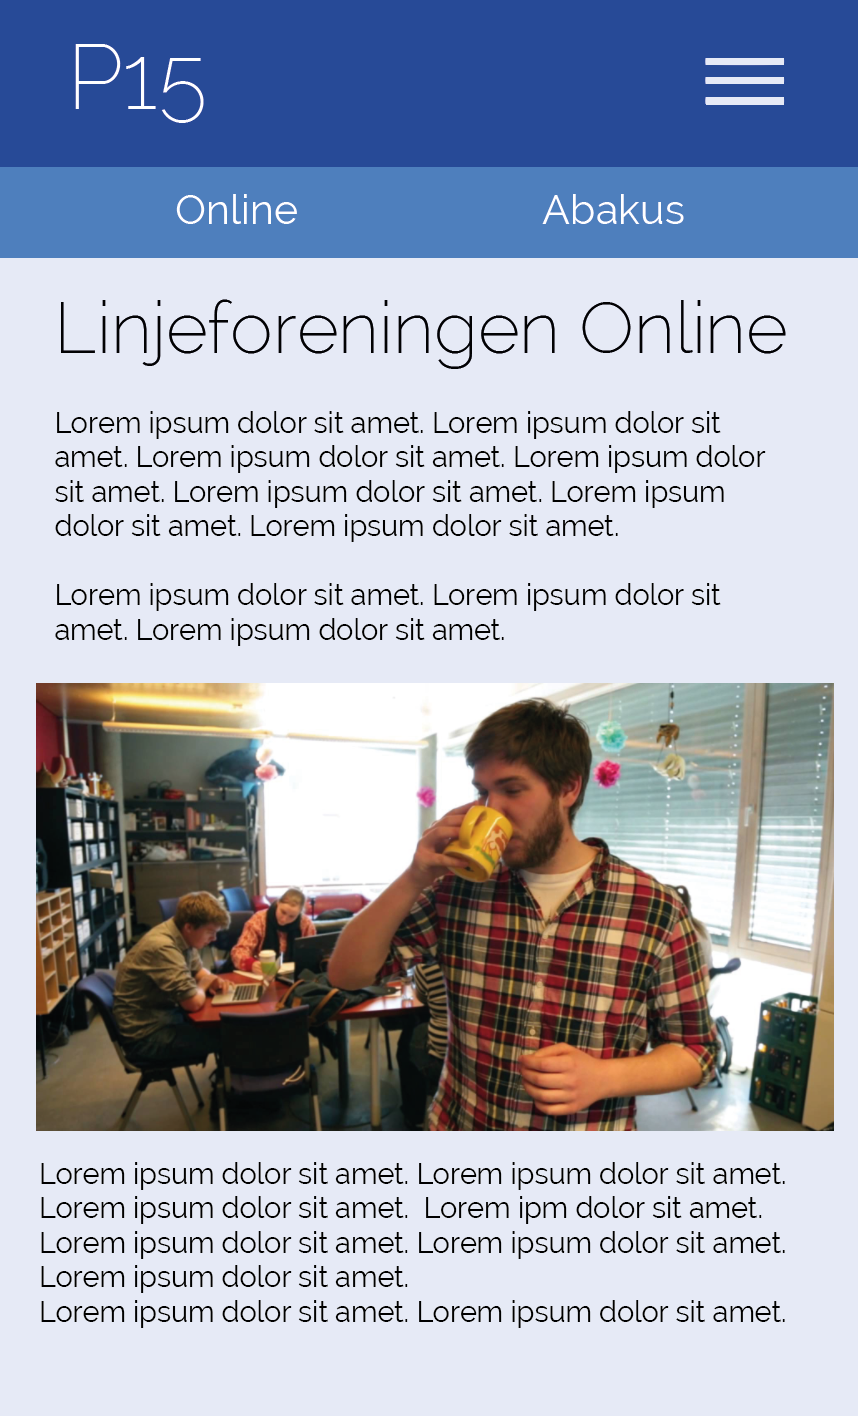 P15
Online Abakus
Linjeforeningen Online
Lorem ipsum dolor sit amet. Lorem ipsum dolor sit
amet. Lorem ipsum dolor sit amet. Lorem ipsum dolor
sit amet. Lorem ipsum dolor sit amet. Lorem ipsum
dolor sit amet. Lorem ipsum dolor sit amet.
Lorem ipsum dolor sit amet. Lorem ipsum dolor sit
amet. Lorem ipsum dolor sit amet.
Lorem ipsum dolor sit amet. Lorem ipsum dolor sit amet.
Lorem ipsum dolor sit amet.  Lorem ipm dolor sit amet.
Lorem ipsum dolor sit amet. Lorem ipsum dolor sit amet.
Lorem ipsum dolor sit amet.
Lorem ipsum dolor sit amet. Lorem ipsum dolor sit amet.